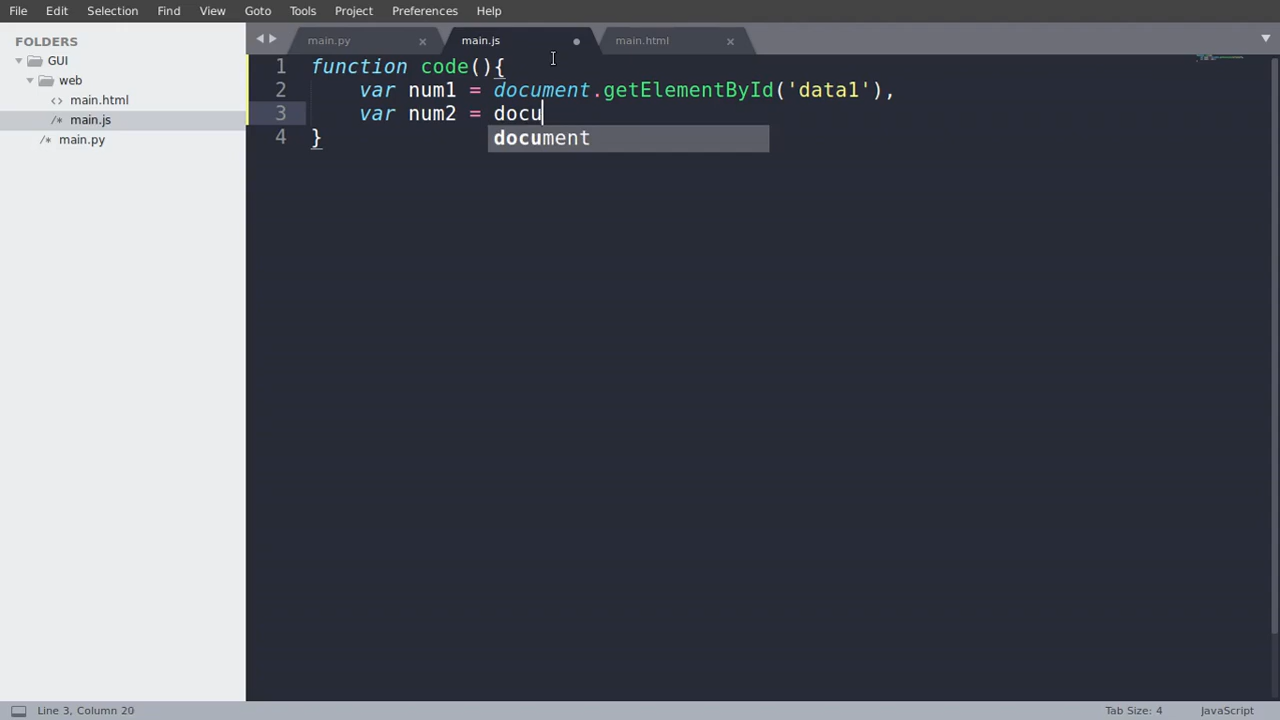 File Edit Selection Find View Goto Tools Project Preferences Help
FOLDERS
GUI
web
main.html
main.js
main.py
main.py × main.js main.html ×
1 function code(){
2 var num1 = document.getElementById('data1'),
3 var num2 = docu
document
4 }
Line 3, Column 20 Tab Size: 4 JavaScript